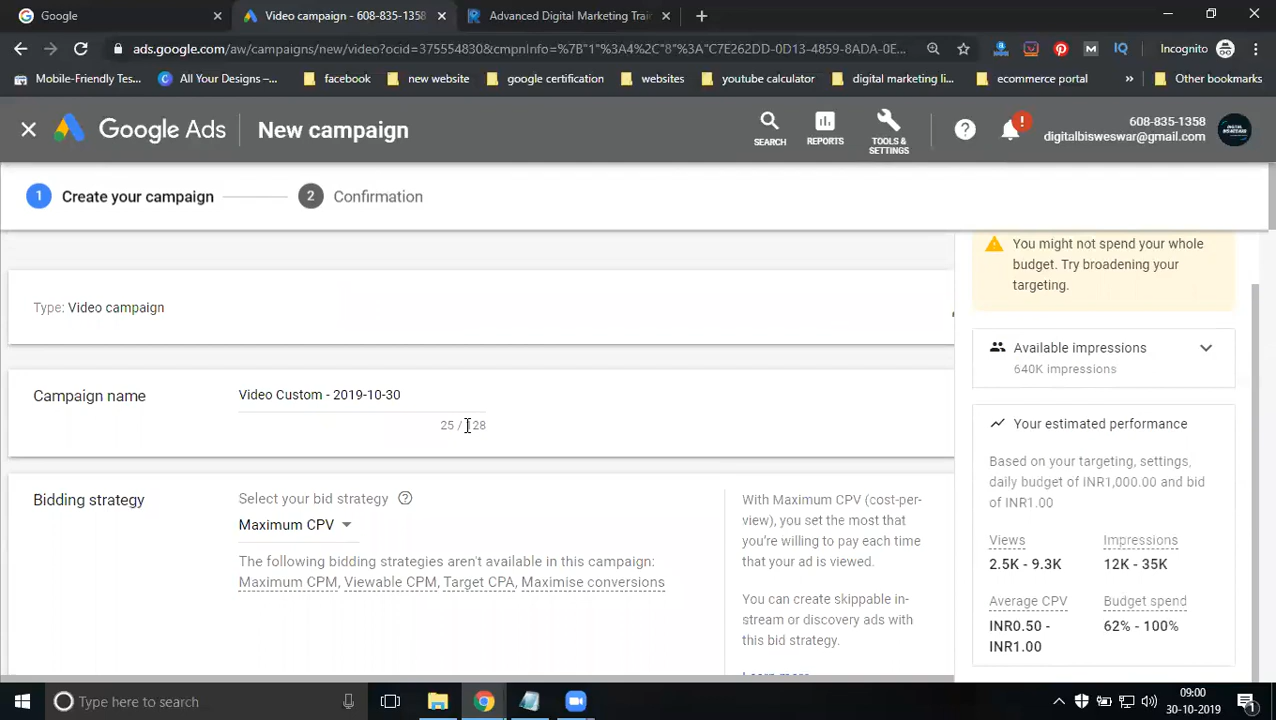 Google
Video campaign - 608-835-1358
Advanced Digital Marketing Train
ads.google.com/aw/campaigns/new/video?ocid=375554830&cmpnInfo=%7B"1"%3A4%2C"8"%3A"C7E262DD-0D13-4859-8ADA-0E...
Incognito
Mobile-Friendly Tes...
All Your Designs –...
facebook
new website
google certification
websites
youtube calculator
digital marketing li...
ecommerce portal
»
Other bookmarks
Google Ads
New campaign
SEARCH
REPORTS
TOOLS &
SETTINGS
608-835-1358
digitalbisweswar@gmail.com
1 Create your campaign
2 Confirmation
You might not spend your whole
budget. Try broadening your
targeting.
Type: Video campaign
Available impressions
640K impressions
Campaign name
Video Custom - 2019-10-30
25 / 128
Your estimated performance
Based on your targeting, settings,
daily budget of INR1,000.00 and bid
of INR1.00
Views
Impressions
2.5K - 9.3K
12K - 35K
Average CPV
Budget spend
INR0.50 -
INR1.00
62% - 100%
Bidding strategy
Select your bid strategy
Maximum CPV
The following bidding strategies aren't available in this campaign:
Maximum CPM, Viewable CPM, Target CPA, Maximise conversions
With Maximum CPV (cost-per-
view), you set the most that
you're willing to pay each time
that your ad is viewed.
You can create skippable in-
stream or discovery ads with
this bid strategy.
Type here to search
09:00
30-10-2019